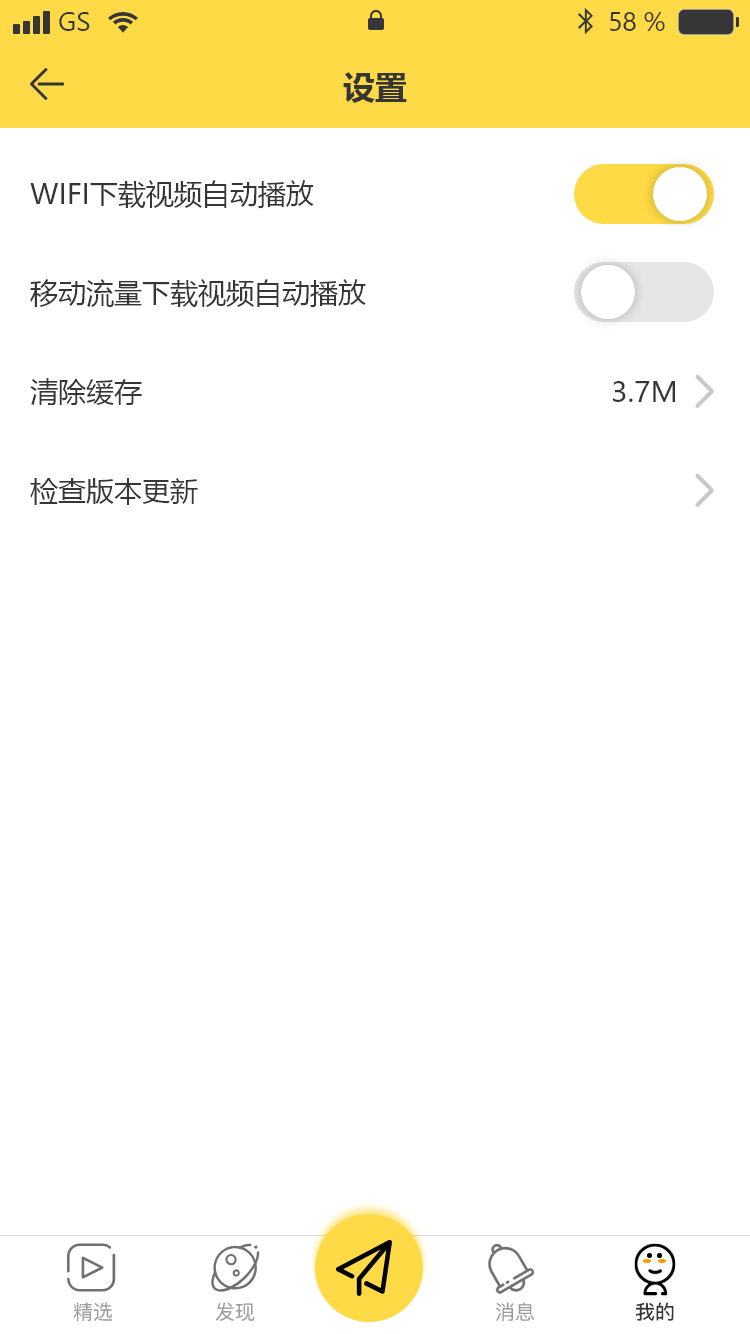 GS 58 %
设置
WIFI下载视频自动播放
移动流量下载视频自动播放
清除缓存 3.7M
检查版本更新
精选 发现 消息 我的